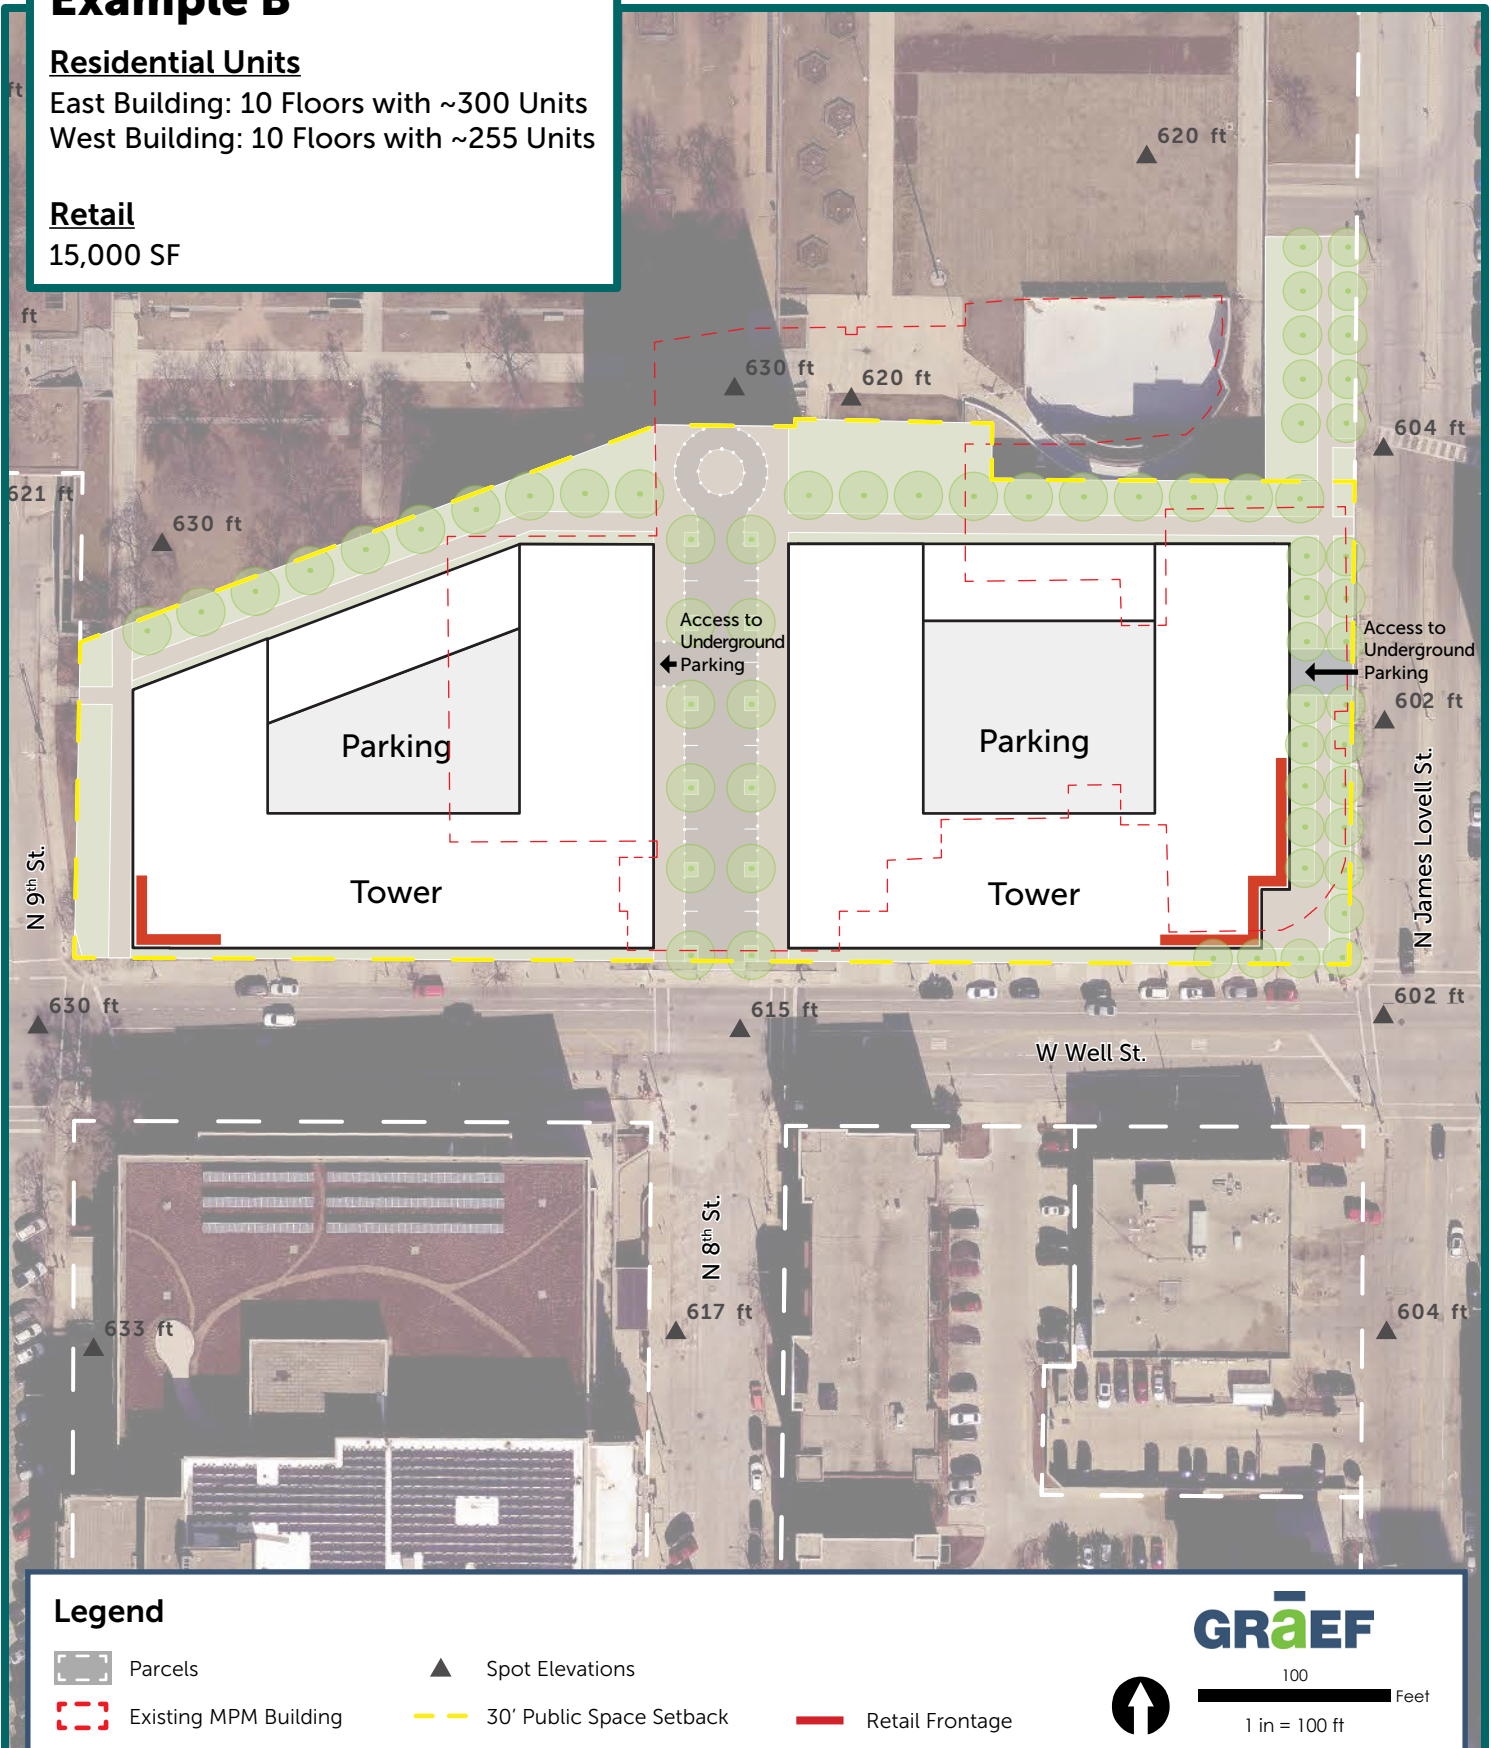 Example B
Residential Units
East Building: 10 Floors with ~300 Units
West Building: 10 Floors with ~255 Units
Retail
15,000 SF
ft
620 ft
ft
630 ft
620 ft
604 ft
621 ft
630 ft
Access to
Underground
Parking
Access to
Underground
Parking
602 ft
Parking
Parking
Tower
Tower
N 9th St.
N James Lovell St.
630 ft
615 ft
602 ft
W Well St.
N 8th St.
617 ft
633 ft
604 ft
Legend
Parcels
Spot Elevations
Existing MPM Building
30' Public Space Setback
Retail Frontage
GRAEF
100
Feet
1 in = 100 ft